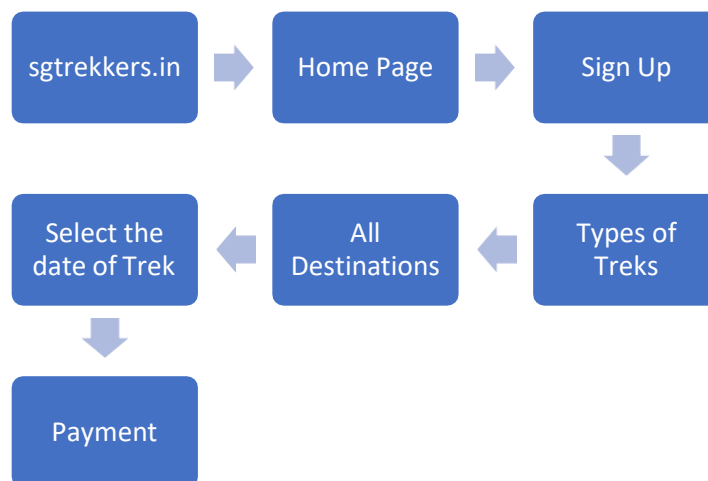 sgtrekkers.in
Home Page
Sign Up
Types of
Treks
All
Destinations
Select the
date of Trek
Payment